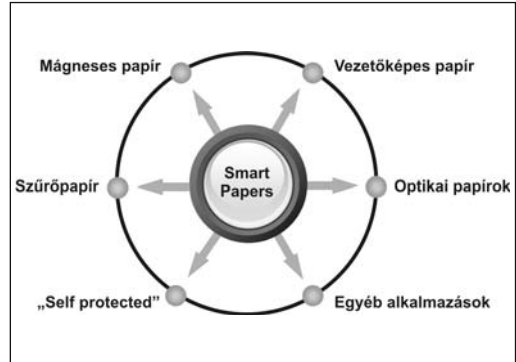 Mágneses papír
Vezetőképes papír
Szűrőpapír
Smart
Papers
Optikai papírok
„Self protected”
Egyéb alkalmazások